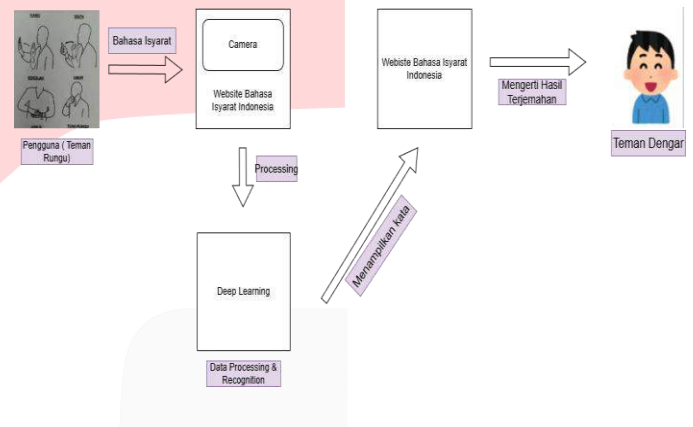 Bahasa Isyarat
Camera
Website Bahasa
Isyarat Indonesia
Pengguna ( Teman
Rungu)
Processing
Deep Learning
Data Processing &
Recognition
Menampilkan kata
Webiste Bahasa Isyarat
Indonesia
Mengerti Hasil
Terjemahan
Teman Dengar